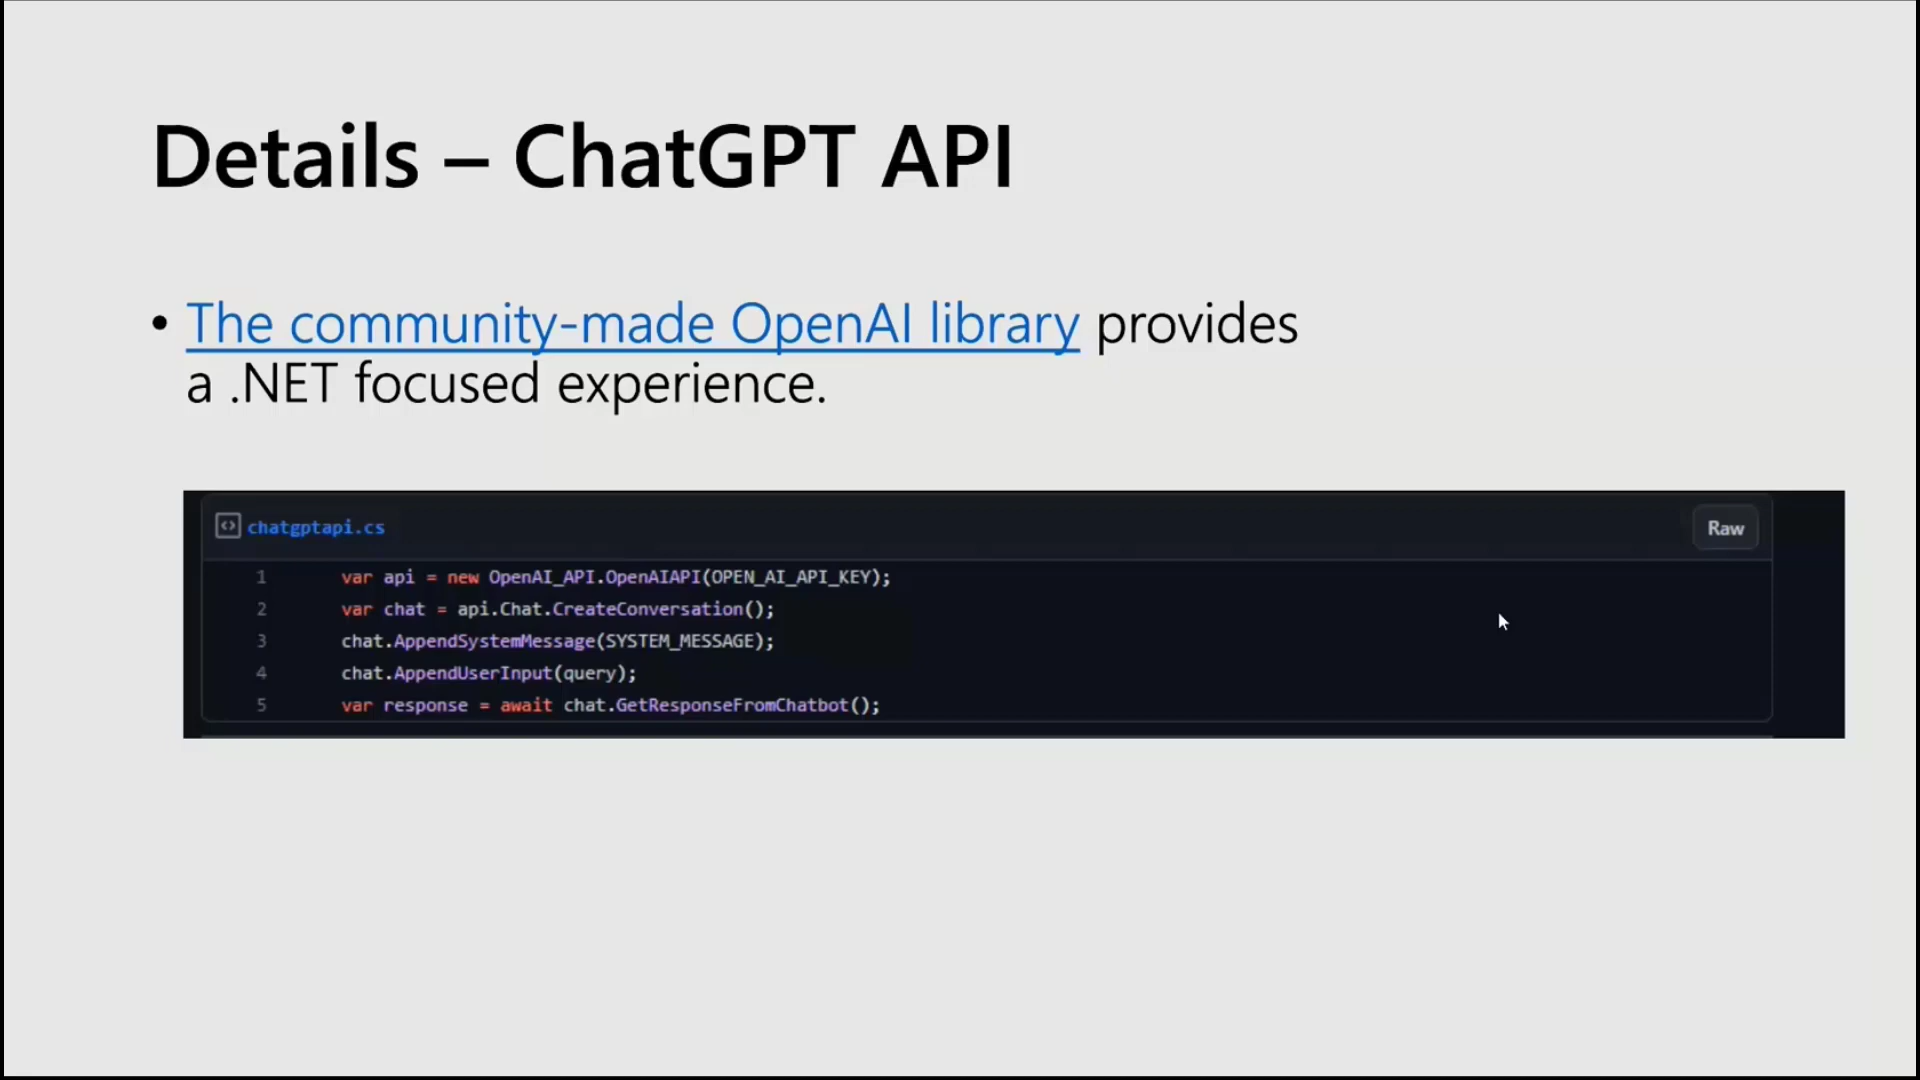 Details – ChatGPT API
• The community-made OpenAI library provides
a .NET focused experience.
chatgptapi.cs
Raw
1 var api = new OpenAI_API.OpenAIAPI(OPEN_AI_API_KEY);
2 var chat = api.Chat.CreateConversation();
3 chat.AppendSystemMessage(SYSTEM_MESSAGE);
4 chat.AppendUserInput(query);
5 var response = await chat.GetResponseFromChatbot();